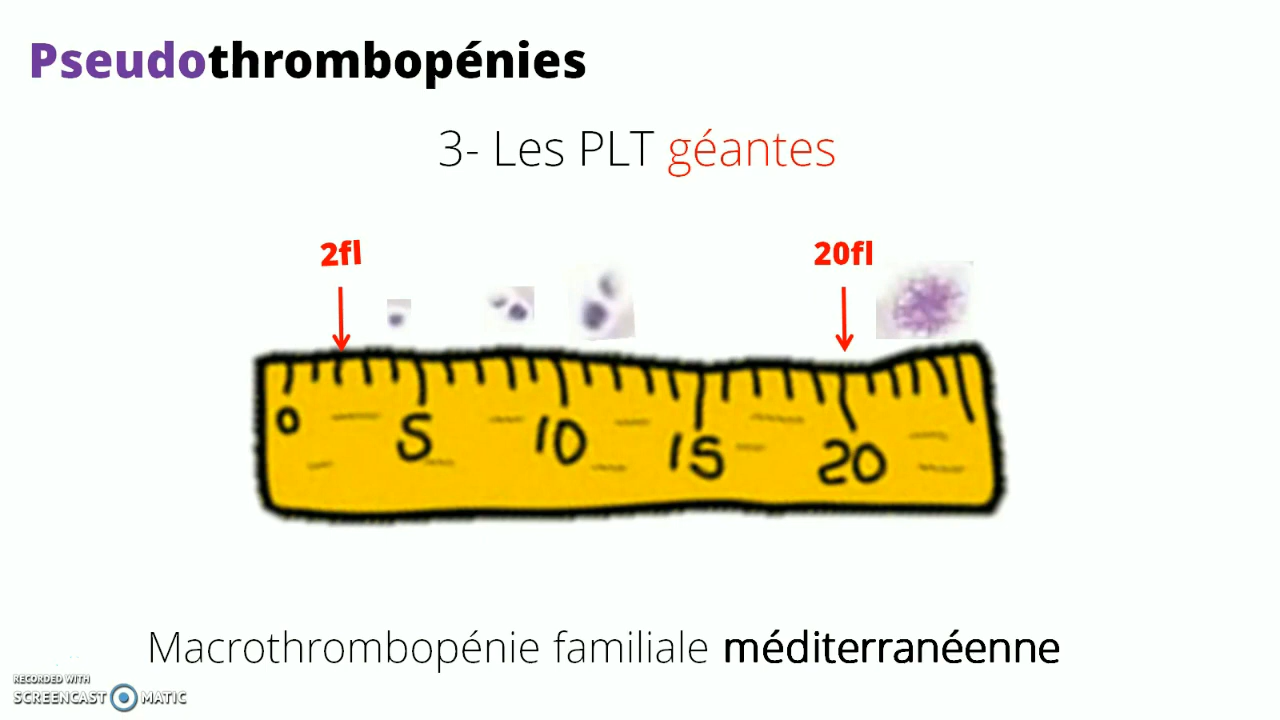 Pseudothrombopénies
3- Les PLT géantes
2fl 20fl
0 5 10 15 20
Macrothrombopénie familiale méditerranéenne
RECORDED WITH
SCREENCAST MATIC